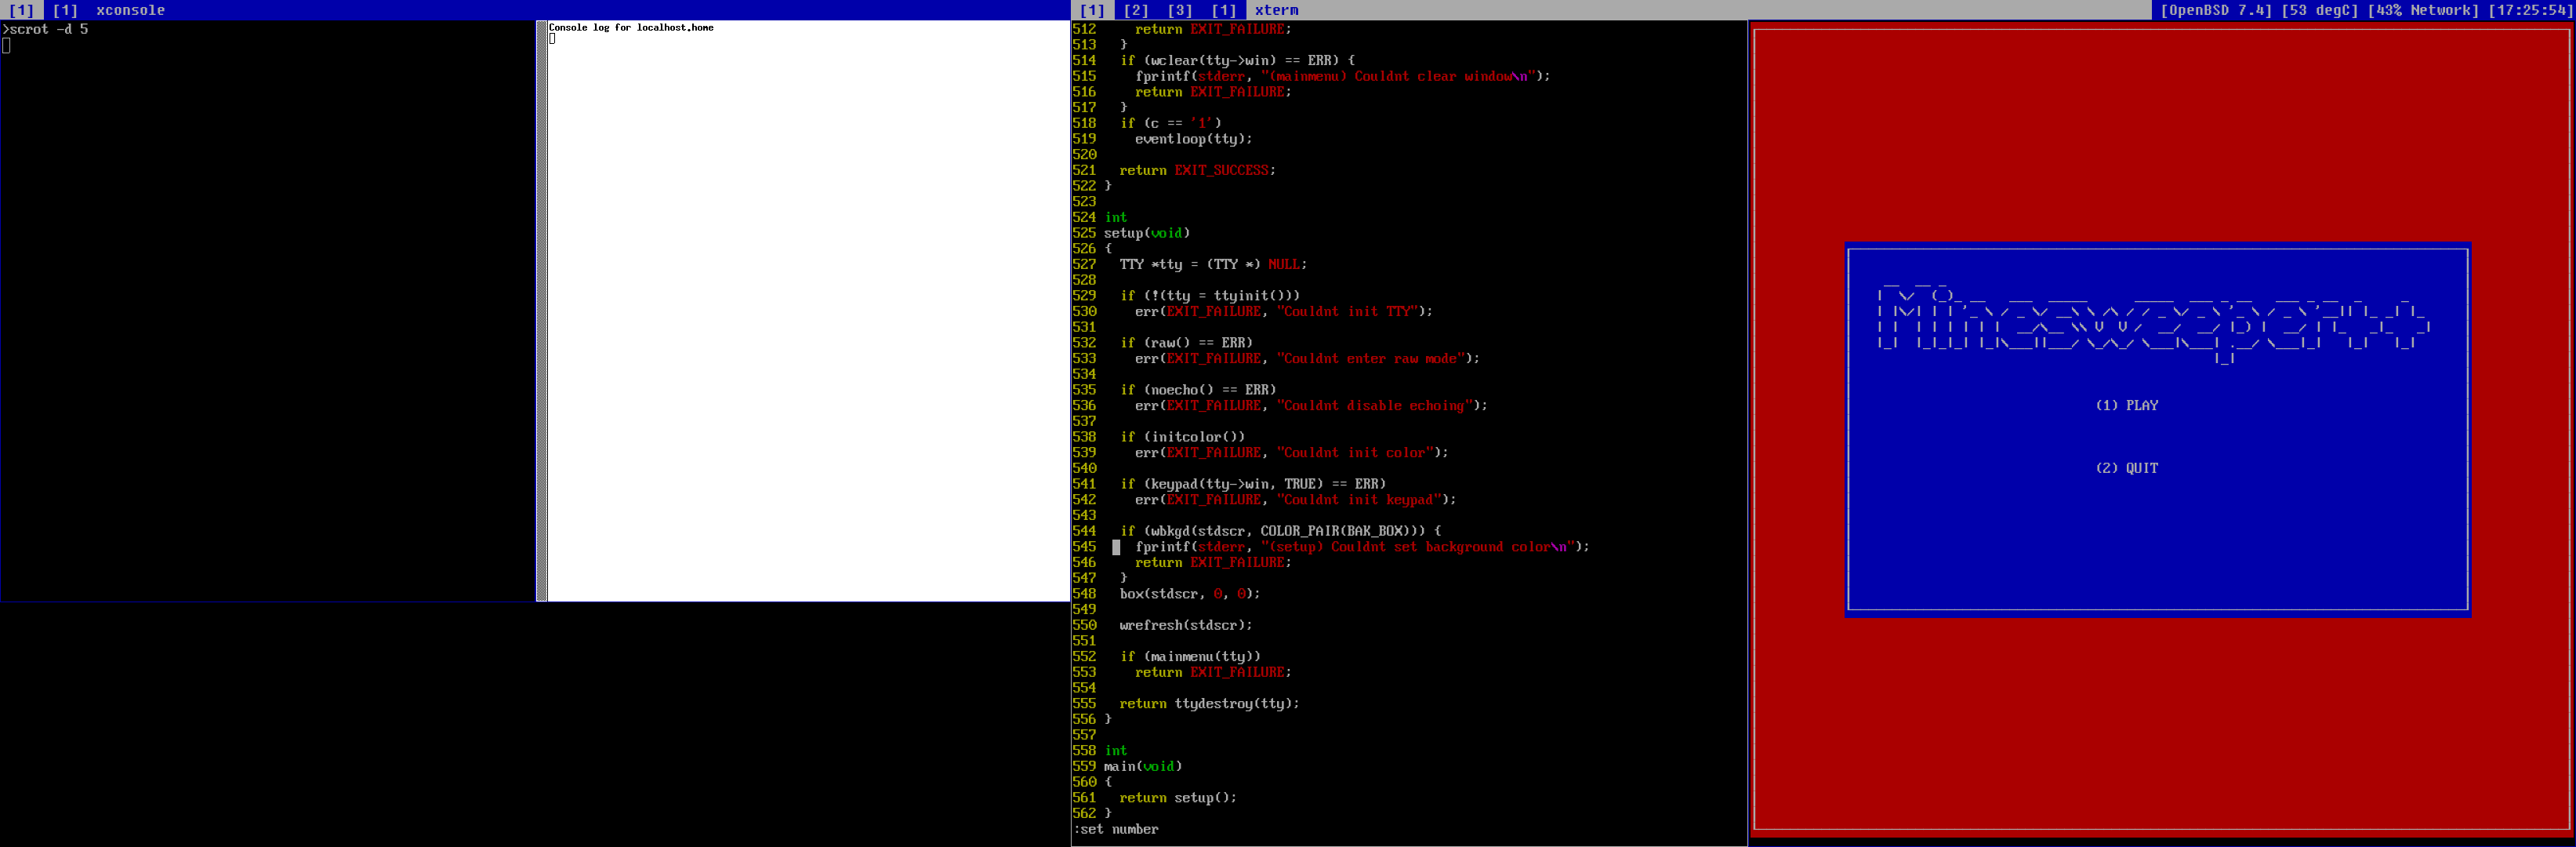 [1] [1] xconsole
>scrot -d 5
Console log for localhost.home
[1] [2] [3] [1] xterm
[OpenBSD 7.4] [53 degC] [43% Network] [17:25:54]
512     return EXIT_FAILURE;
513   }
514   if (wclear(tty->win) == ERR) {
515     fprintf(stderr, "(mainmenu) Couldnt clear window\n");
516     return EXIT_FAILURE;
517   }
518   if (c == '1')
519     eventloop(tty);
520
521   return EXIT_SUCCESS;
522 }
523
524 int
525 setup(void)
526 {
527   TTY *tty = (TTY *) NULL;
528
529   if (!(tty = ttyinit()))
530     err(EXIT_FAILURE, "Couldnt init TTY");
531
532   if (raw() == ERR)
533     err(EXIT_FAILURE, "Couldnt enter raw mode");
534
535   if (noecho() == ERR)
536     err(EXIT_FAILURE, "Couldnt disable echoing");
537
538   if (initcolor())
539     err(EXIT_FAILURE, "Couldnt init color");
540
541   if (keypad(tty->win, TRUE) == ERR)
542     err(EXIT_FAILURE, "Couldnt init keypad");
543
544   if (wbkgd(stdscr, COLOR_PAIR(BAK_BOX))) {
545     fprintf(stderr, "(setup) Couldnt set background color\n");
546     return EXIT_FAILURE;
547   }
548   box(stdscr, 0, 0);
549
550   wrefresh(stdscr);
551
552   if (mainmenu(tty))
553     return EXIT_FAILURE;
554
555   return ttydestroy(tty);
556 }
557
558 int
559 main(void)
560 {
561   return setup();
562 }
:set number
Minesweeper++
(1) PLAY
(2) QUIT